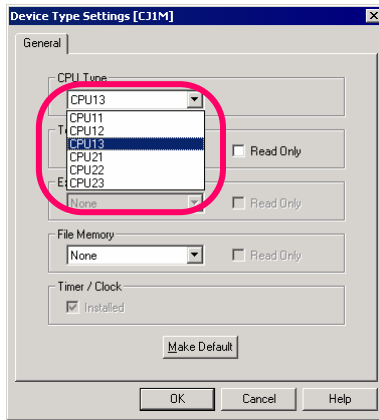 Device Type Settings [CJ1M]
General
CPU Type
CPU13
CPU11
CPU12
CPU13
CPU21
CPU22
CPU23
Read Only
None
Read Only
File Memory
None
Read Only
Timer / Clock
Installed
Make Default
OK
Cancel
Help